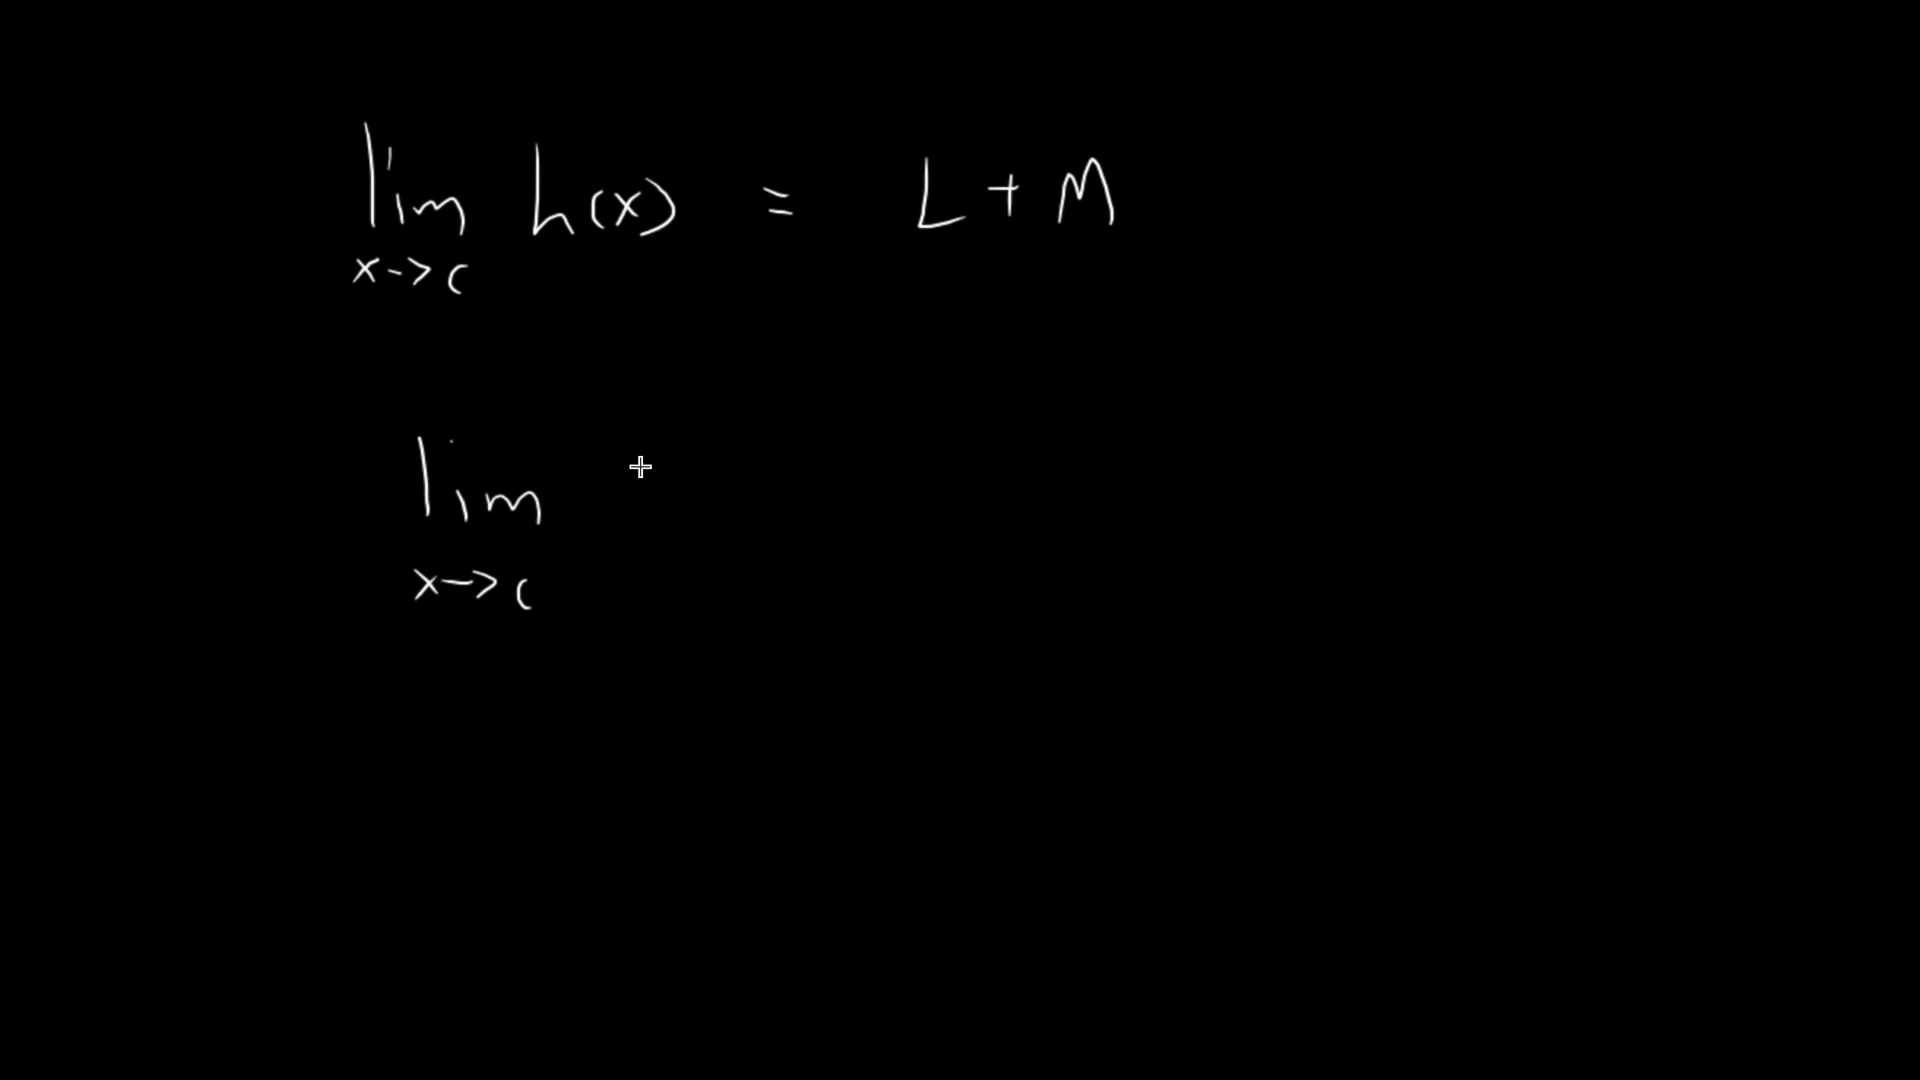 lim h(x) = L + M
x->c
lim
x->c